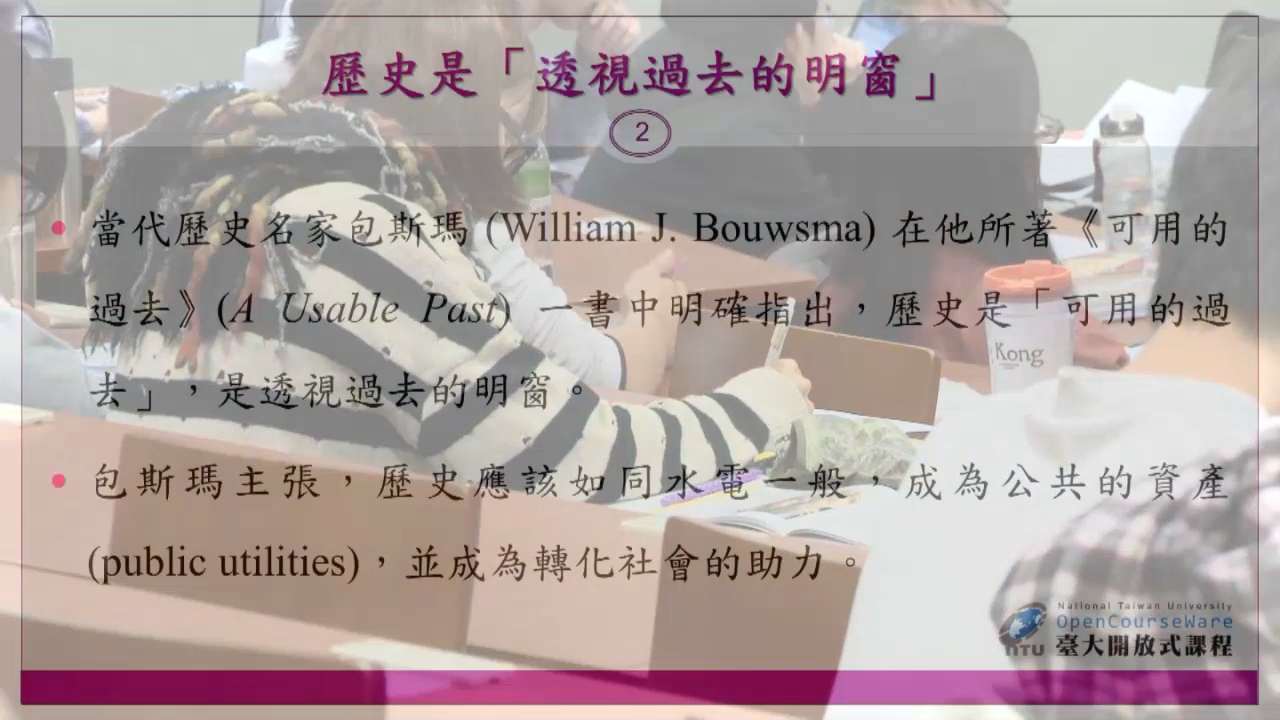 歷史是「透視過去的明窗」
2
當代歷史名家包斯瑪 (William J. Bouwsma) 在他所著《可用的
過去》(A Usable Past) 一書中明確指出，歷史是「可用的過
去」，是透視過去的明窗。
包斯瑪主張，歷史應該如同水電一般，成為公共的資產
(public utilities)，並成為轉化社會的助力。
Kong
National Taiwan University
OpenCourseWare
NTU 臺大開放式課程